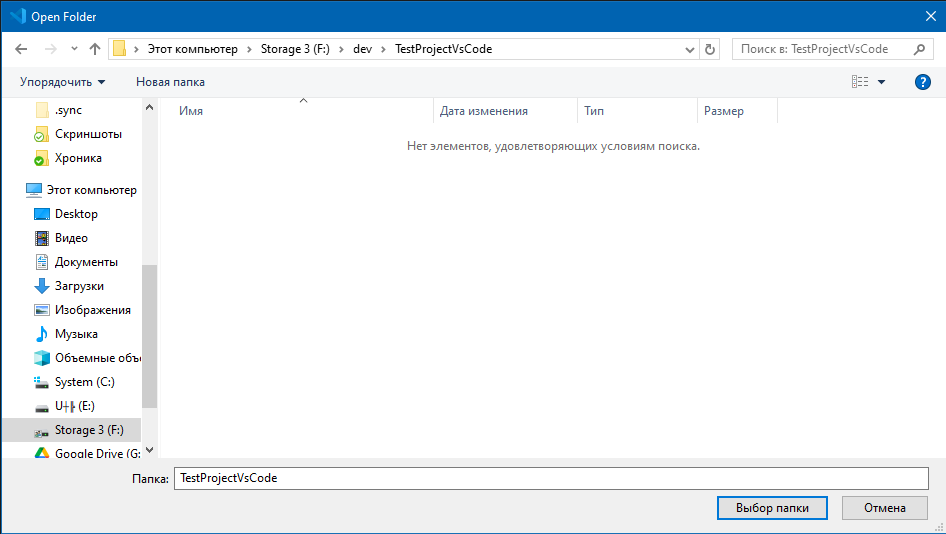 Open Folder
Этот компьютер Storage 3 (F:) dev TestProjectVsCode Поиск в: TestProjectVsCode
Упорядочить Новая папка ?
.sync
Скриншоты
Хроника
Этот компьютер
Desktop
Видео
Документы
Загрузки
Изображения
Музыка
Объемные объ
System (C:)
U┼╠ (E:)
Storage 3 (F:)
Google Drive (G:
Имя Дата изменения Тип Размер
Нет элементов, удовлетворяющих условиям поиска.
Папка: TestProjectVsCode
Выбор папки Отмена